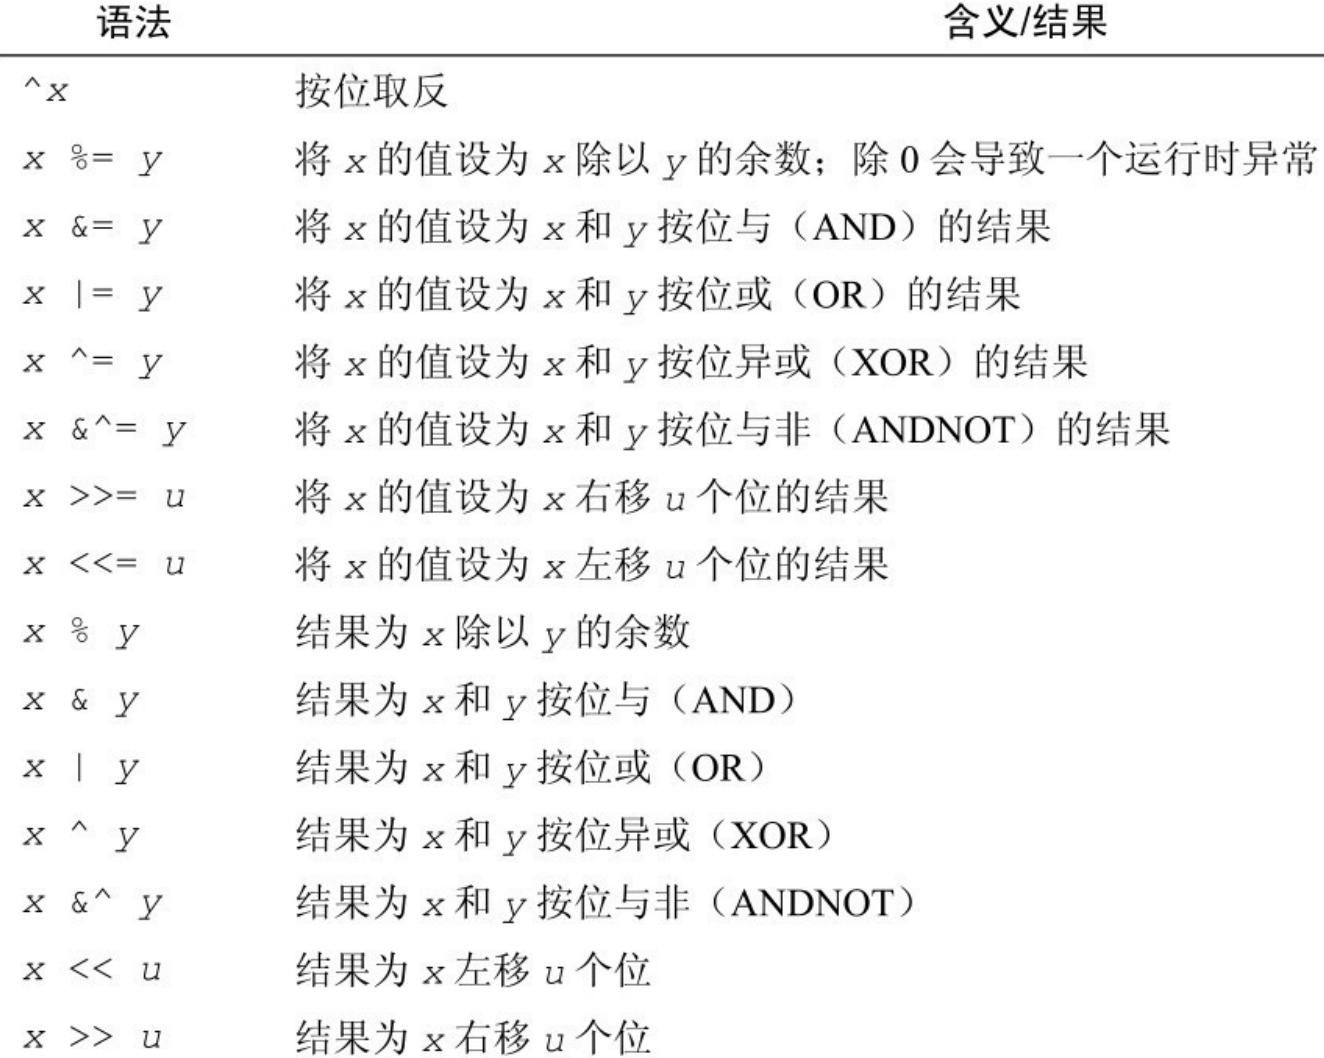 语法 含义/结果
^x 按位取反
x %= y 将 x 的值设为 x 除以 y 的余数；除 0 会导致一个运行时异常
x &= y 将 x 的值设为 x 和 y 按位与（AND）的结果
x |= y 将 x 的值设为 x 和 y 按位或（OR）的结果
x ^= y 将 x 的值设为 x 和 y 按位异或（XOR）的结果
x &^= y 将 x 的值设为 x 和 y 按位与非（ANDNOT）的结果
x >>= u 将 x 的值设为 x 右移 u 个位的结果
x <<= u 将 x 的值设为 x 左移 u 个位的结果
x % y 结果为 x 除以 y 的余数
x & y 结果为 x 和 y 按位与（AND）
x | y 结果为 x 和 y 按位或（OR）
x ^ y 结果为 x 和 y 按位异或（XOR）
x &^ y 结果为 x 和 y 按位与非（ANDNOT）
x << u 结果为 x 左移 u 个位
x >> u 结果为 x 右移 u 个位